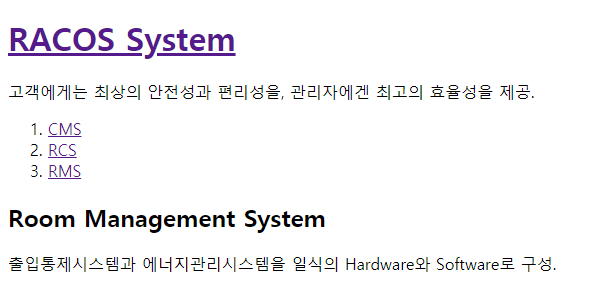 RACOS System
고객에게는 최상의 안전성과 편리성을, 관리자에겐 최고의 효율성을 제공.
1. CMS
2. RCS
3. RMS
Room Management System
출입통제시스템과 에너지관리시스템을 일식의 Hardware와 Software로 구성.